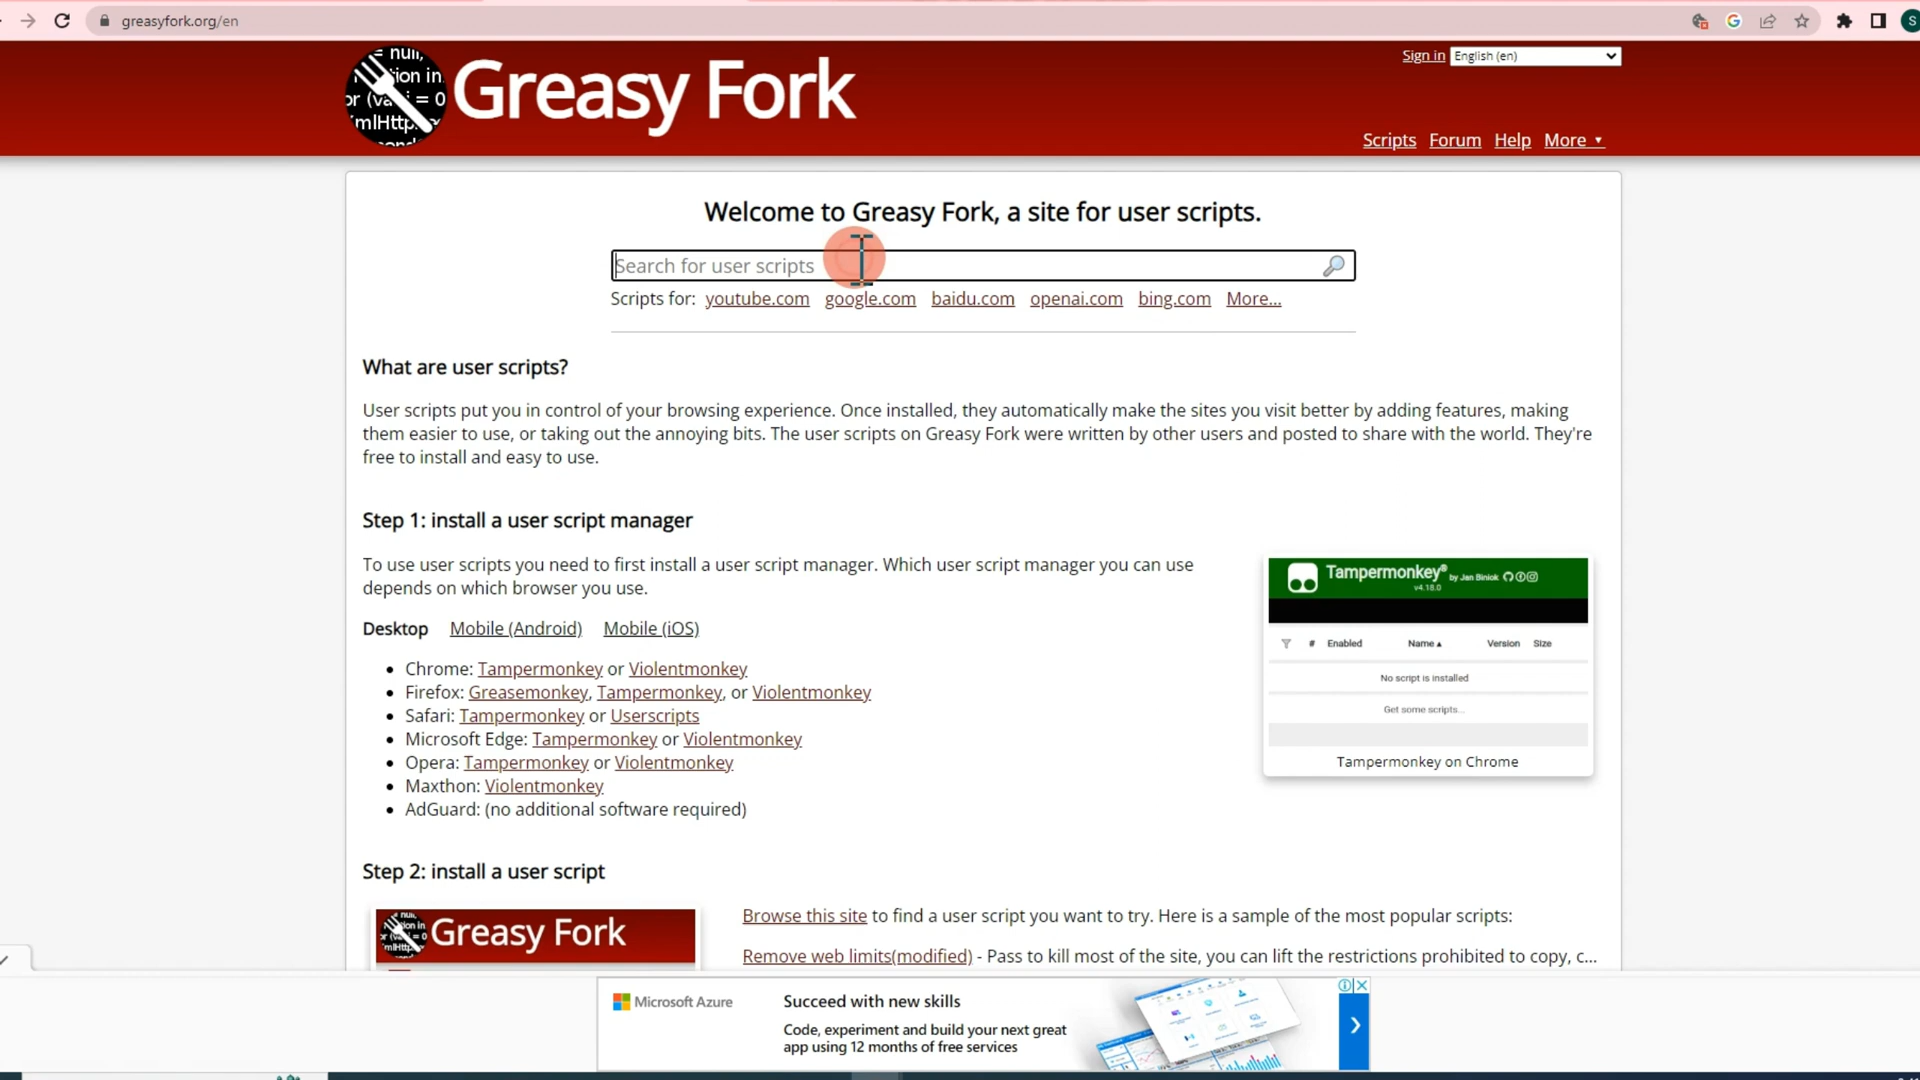 greasyfork.org/en
S
= null,
tion in
or (va i = 0
mlHttp
Greasy Fork
Sign in English (en)
Scripts Forum Help More ▾
Welcome to Greasy Fork, a site for user scripts.
Search for user scripts
Scripts for: youtube.com google.com baidu.com openai.com bing.com More...
What are user scripts?
User scripts put you in control of your browsing experience. Once installed, they automatically make the sites you visit better by adding features, making
them easier to use, or taking out the annoying bits. The user scripts on Greasy Fork were written by other users and posted to share with the world. They're
free to install and easy to use.
Step 1: install a user script manager
To use user scripts you need to first install a user script manager. Which user script manager you can use
depends on which browser you use.
Desktop Mobile (Android) Mobile (iOS)
• Chrome: Tampermonkey or Violentmonkey
• Firefox: Greasemonkey, Tampermonkey, or Violentmonkey
• Safari: Tampermonkey or Userscripts
• Microsoft Edge: Tampermonkey or Violentmonkey
• Opera: Tampermonkey or Violentmonkey
• Maxthon: Violentmonkey
• AdGuard: (no additional software required)
Tampermonkey® by Jan Biniok
v4.18.0
# Enabled Name ▴ Version Size
No script is installed
Get some scripts...
Tampermonkey on Chrome
Step 2: install a user script
Greasy Fork
Browse this site to find a user script you want to try. Here is a sample of the most popular scripts:
Remove web limits(modified) - Pass to kill most of the site, you can lift the restrictions prohibited to copy, c...
Microsoft Azure
Succeed with new skills
Code, experiment and build your next great
app using 12 months of free services